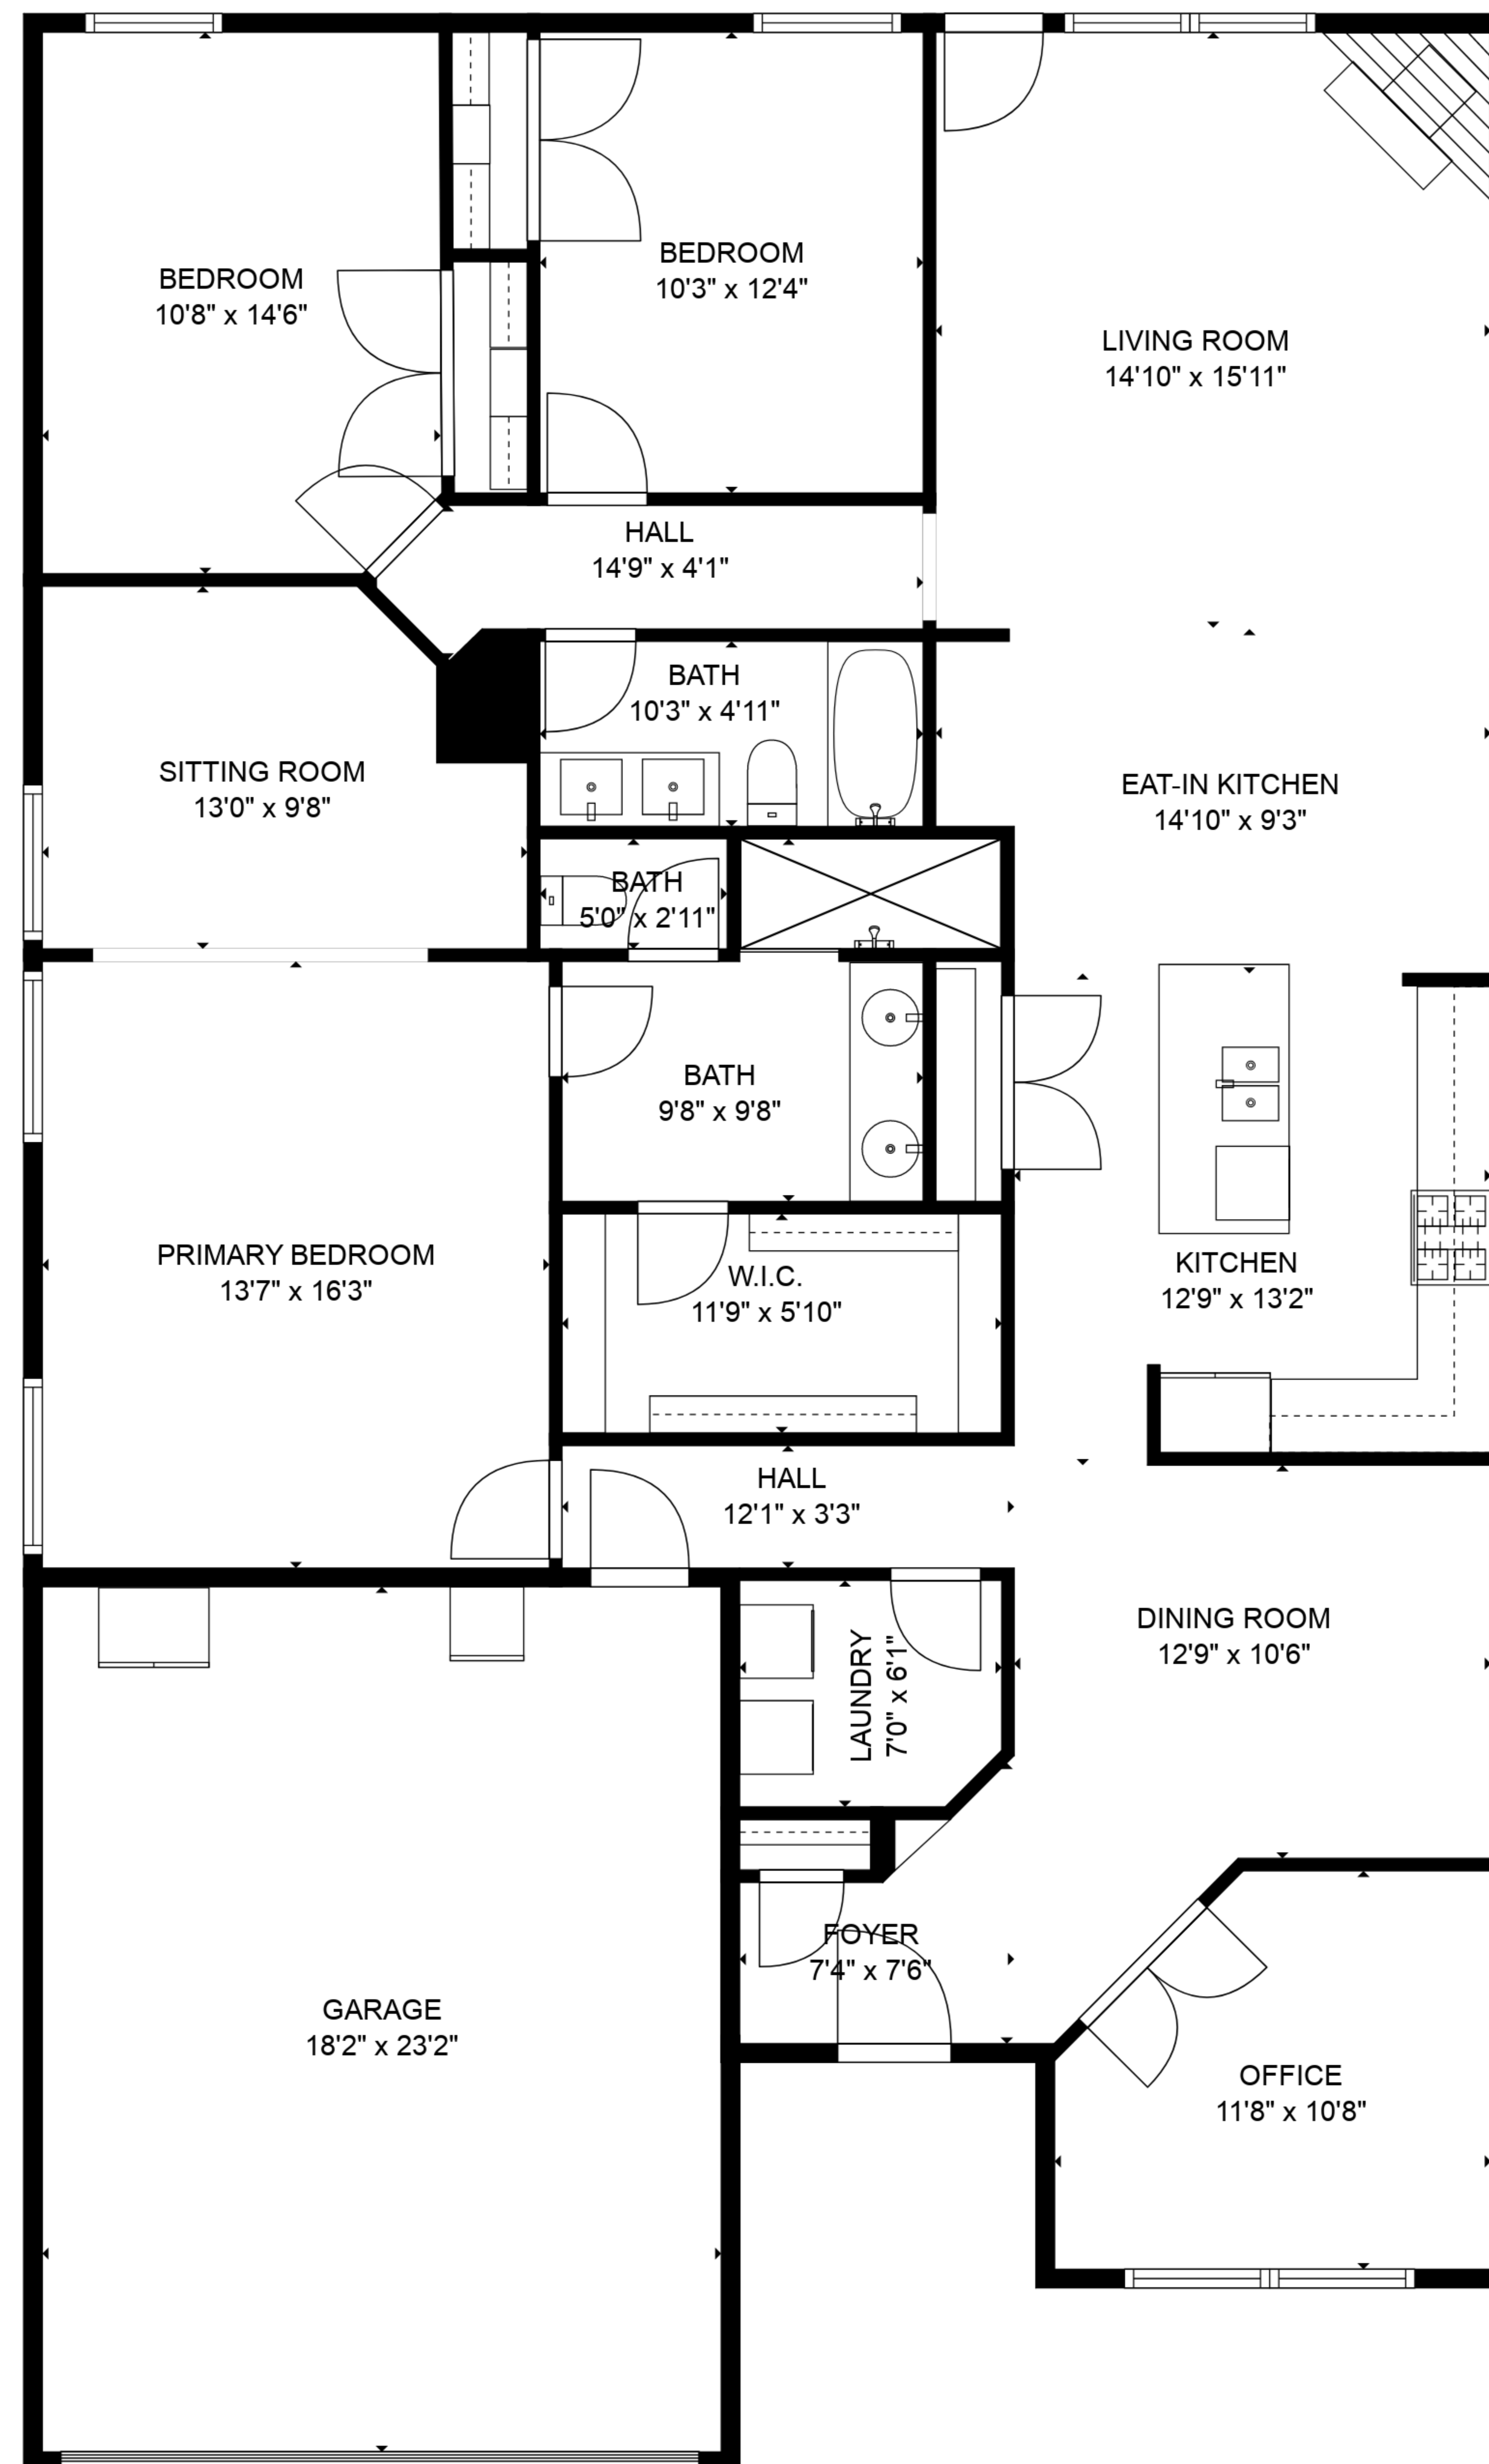 BEDROOM
10'8" x 14'6"
BEDROOM
10'3" x 12'4"
LIVING ROOM
14'10" x 15'11"
HALL
14'9" x 4'1"
BATH
10'3" x 4'11"
SITTING ROOM
13'0" x 9'8"
EAT-IN KITCHEN
14'10" x 9'3"
BATH
5'0" x 2'11"
BATH
9'8" x 9'8"
PRIMARY BEDROOM
13'7" x 16'3"
W.I.C.
11'9" x 5'10"
KITCHEN
12'9" x 13'2"
HALL
12'1" x 3'3"
LAUNDRY
7'0" x 6'1"
DINING ROOM
12'9" x 10'6"
FOYER
7'4" x 7'6"
GARAGE
18'2" x 23'2"
OFFICE
11'8" x 10'8"